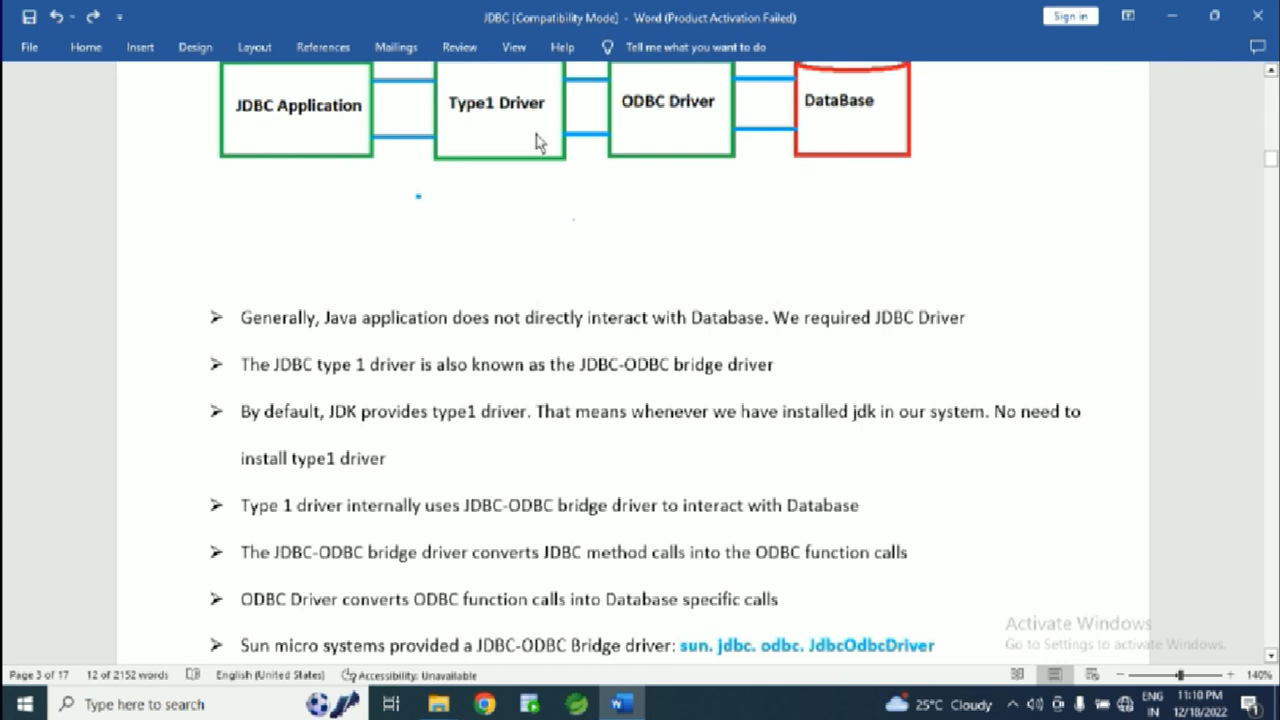 JDBC [Compatibility Mode] - Word (Product Activation Failed)
Sign in
File Home Insert Design Layout References Mailings Review View Help Tell me what you want to do
JDBC Application Type1 Driver ODBC Driver DataBase
➢ Generally, Java application does not directly interact with Database. We required JDBC Driver
➢ The JDBC type 1 driver is also known as the JDBC-ODBC bridge driver
➢ By default, JDK provides type1 driver. That means whenever we have installed jdk in our system. No need to
install type1 driver
➢ Type 1 driver internally uses JDBC-ODBC bridge driver to interact with Database
➢ The JDBC-ODBC bridge driver converts JDBC method calls into the ODBC function calls
➢ ODBC Driver converts ODBC function calls into Database specific calls
➢ Sun micro systems provided a JDBC-ODBC Bridge driver: sun. jdbc. odbc. JdbcOdbcDriver
Activate Windows
Go to Settings to activate Windows.
Page 3 of 17 12 of 2152 words English (United States) Accessibility: Unavailable 140%
Type here to search
25°C Cloudy
ENG
IN
11:10 PM
12/18/2022